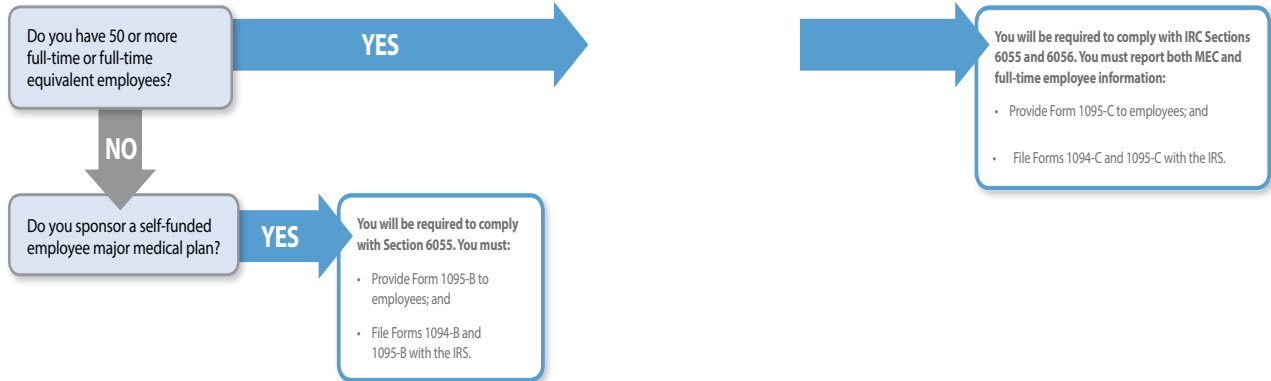 Do you have 50 or more
full-time or full-time
equivalent employees?
YES
You will be required to comply with IRC Sections
6055 and 6056. You must report both MEC and
full-time employee information:
• Provide Form 1095-C to employees; and
• File Forms 1094-C and 1095-C with the IRS.
NO
Do you sponsor a self-funded
employee major medical plan?
YES
You will be required to comply
with Section 6055. You must:
• Provide Form 1095-B to
employees; and
• File Forms 1094-B and
1095-B with the IRS.